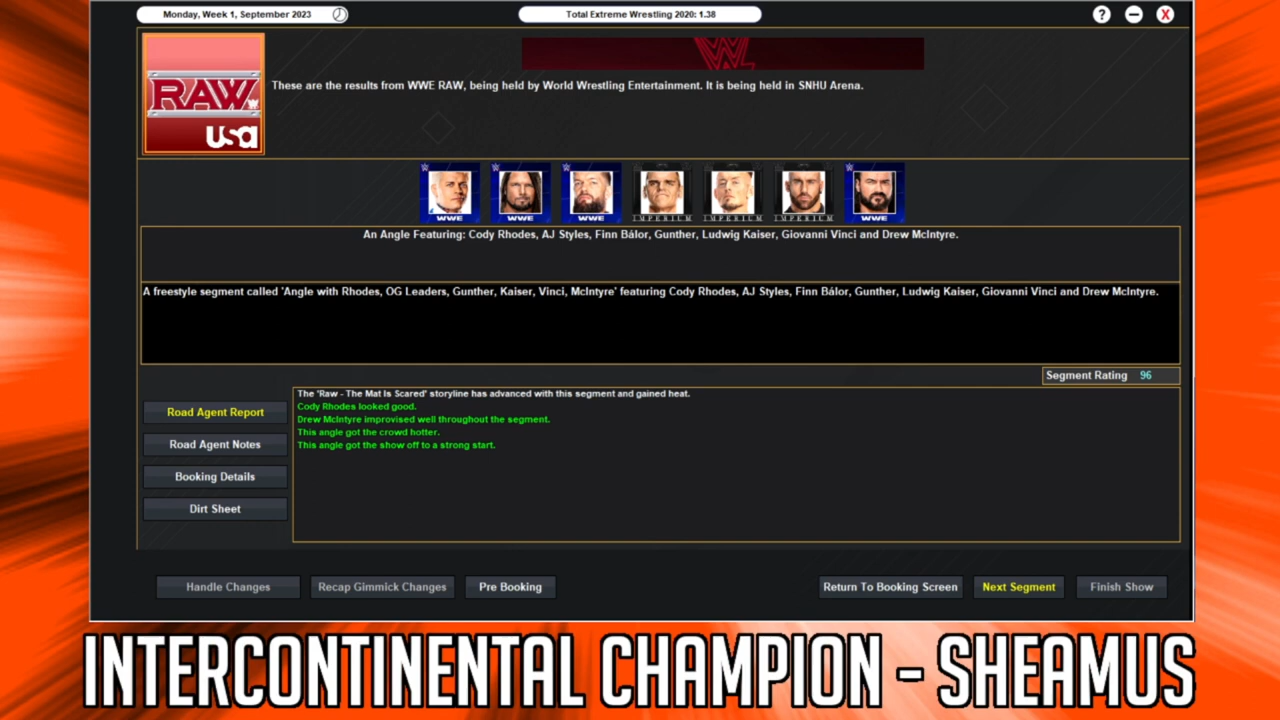 Monday, Week 1, September 2023
Total Extreme Wrestling 2020: 1.38
?
X
RAW
USA
These are the results from WWE RAW, being held by World Wrestling Entertainment. It is being held in SNHU Arena.
WWE WWE WWE IMPERIUM IMPERIUM IMPERIUM WWE
An Angle Featuring: Cody Rhodes, AJ Styles, Finn Bálor, Gunther, Ludwig Kaiser, Giovanni Vinci and Drew McIntyre.
A freestyle segment called 'Angle with Rhodes, OG Leaders, Gunther, Kaiser, Vinci, McIntyre' featuring Cody Rhodes, AJ Styles, Finn Bálor, Gunther, Ludwig Kaiser, Giovanni Vinci and Drew McIntyre.
Segment Rating 96
The 'Raw - The Mat Is Scared' storyline has advanced with this segment and gained heat.
Cody Rhodes looked good.
Drew McIntyre improvised well throughout the segment.
This angle got the crowd hotter.
This angle got the show off to a strong start.
Road Agent Report
Road Agent Notes
Booking Details
Dirt Sheet
Handle Changes Recap Gimmick Changes Pre Booking Return To Booking Screen Next Segment Finish Show
INTERCONTINENTAL CHAMPION - SHEAMUS